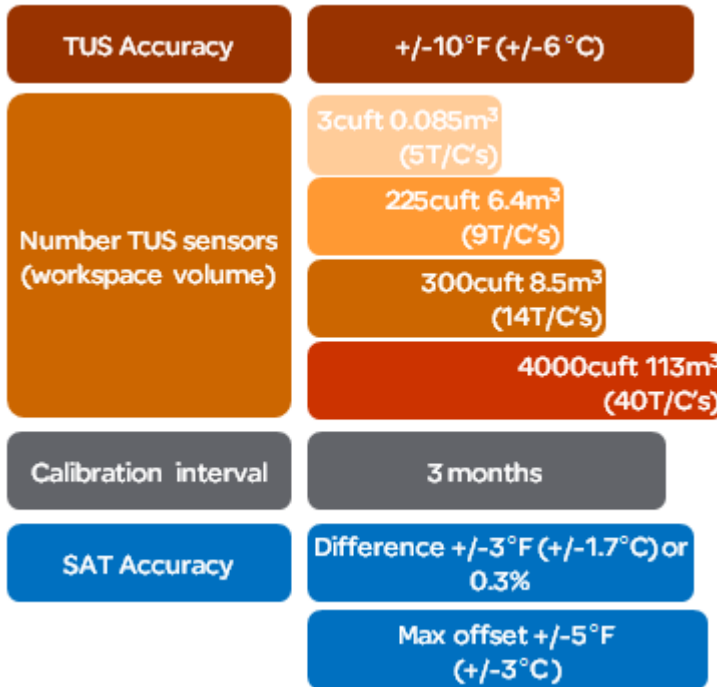 TUS Accuracy
+/-10°F (+/-6°C)
Number TUS sensors
(workspace volume)
3cuft 0.085m³
(5T/C's)
225cuft 6.4m³
(9T/C's)
300cuft 8.5m³
(14T/C's)
4000cuft 113m³
(40T/C's)
Calibration interval
3 months
SAT Accuracy
Difference +/-3°F (+/-1.7°C) or
0.3%
Max offset +/-5°F
(+/-3°C)